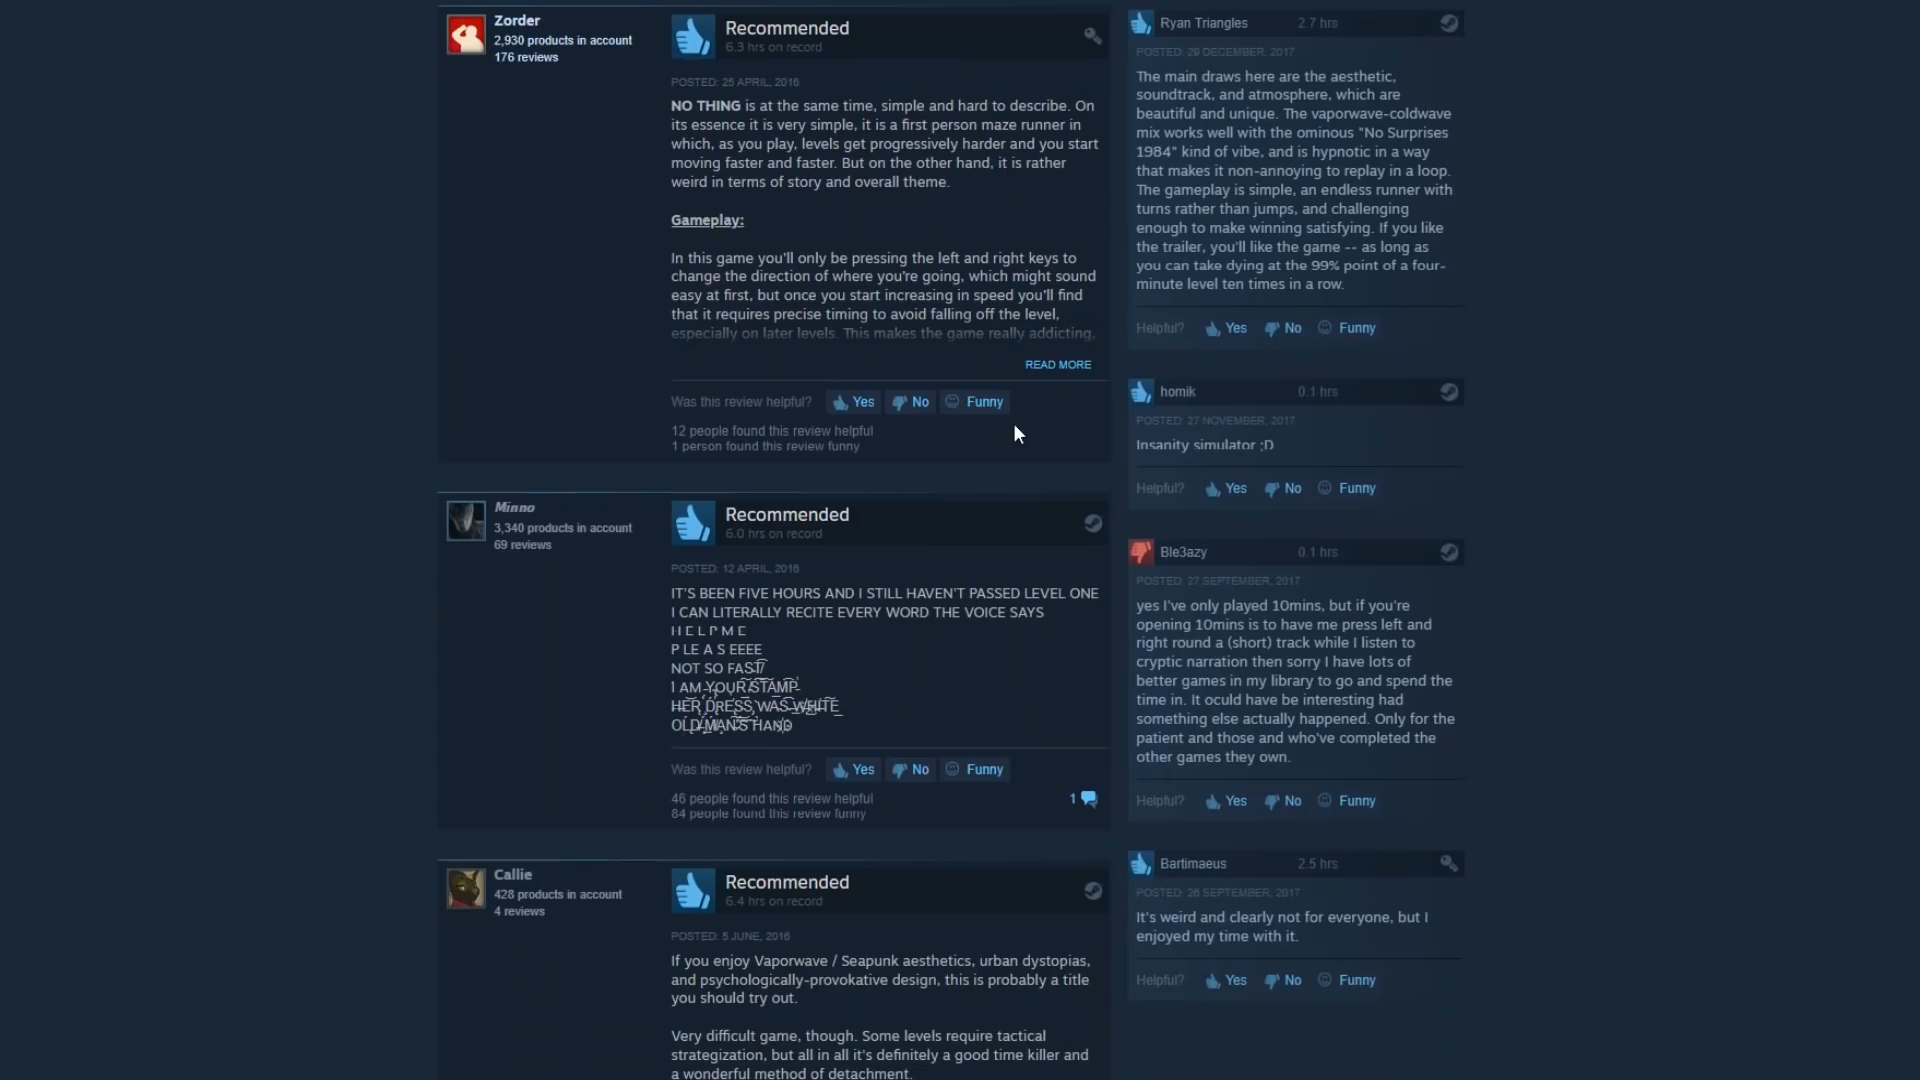 Zorder
2,930 products in account
176 reviews
Recommended
6.3 hrs on record
POSTED: 25 APRIL, 2016
NO THING is at the same time, simple and hard to describe. On
its essence it is very simple, it is a first person maze runner in
which, as you play, levels get progressively harder and you start
moving faster and faster. But on the other hand, it is rather
weird in terms of story and overall theme.
Gameplay:
In this game you'll only be pressing the left and right keys to
change the direction of where you're going, which might sound
easy at first, but once you start increasing in speed you'll find
that it requires precise timing to avoid falling off the level,
especially on later levels. This makes the game really addicting,
READ MORE
Was this review helpful? Yes No Funny
12 people found this review helpful
1 person found this review funny
Minno
3,340 products in account
69 reviews
Recommended
6.0 hrs on record
POSTED: 12 APRIL, 2016
IT'S BEEN FIVE HOURS AND I STILL HAVEN'T PASSED LEVEL ONE
I CAN LITERALLY RECITE EVERY WORD THE VOICE SAYS
H E L P M E
P LE A S EEEE
NOT SO FAST
I AM YOUR STAMP
HER DRESS WAS WHITE
OLD MAN'S HAND
Was this review helpful? Yes No Funny
46 people found this review helpful
84 people found this review funny
1
Callie
428 products in account
4 reviews
Recommended
6.4 hrs on record
POSTED: 5 JUNE, 2016
If you enjoy Vaporwave / Seapunk aesthetics, urban dystopias,
and psychologically-provokative design, this is probably a title
you should try out.
Very difficult game, though. Some levels require tactical
strategization, but all in all it's definitely a good time killer and
a wonderful method of detachment.
Ryan Triangles 2.7 hrs
POSTED: 29 DECEMBER, 2017
The main draws here are the aesthetic,
soundtrack, and atmosphere, which are
beautiful and unique. The vaporwave-coldwave
mix works well with the ominous "No Surprises
1984" kind of vibe, and is hypnotic in a way
that makes it non-annoying to replay in a loop.
The gameplay is simple, an endless runner with
turns rather than jumps, and challenging
enough to make winning satisfying. If you like
the trailer, you'll like the game -- as long as
you can take dying at the 99% point of a four-
minute level ten times in a row.
Helpful? Yes No Funny
homik 0.1 hrs
POSTED: 27 NOVEMBER, 2017
Insanity simulator ;D
Helpful? Yes No Funny
Ble3azy 0.1 hrs
POSTED: 27 SEPTEMBER, 2017
yes I've only played 10mins, but if you're
opening 10mins is to have me press left and
right round a (short) track while I listen to
cryptic narration then sorry I have lots of
better games in my library to go and spend the
time in. It oculd have be interesting had
something else actually happened. Only for the
patient and those and who've completed the
other games they own.
Helpful? Yes No Funny
Bartimaeus 2.5 hrs
POSTED: 26 SEPTEMBER, 2017
It's weird and clearly not for everyone, but I
enjoyed my time with it.
Helpful? Yes No Funny